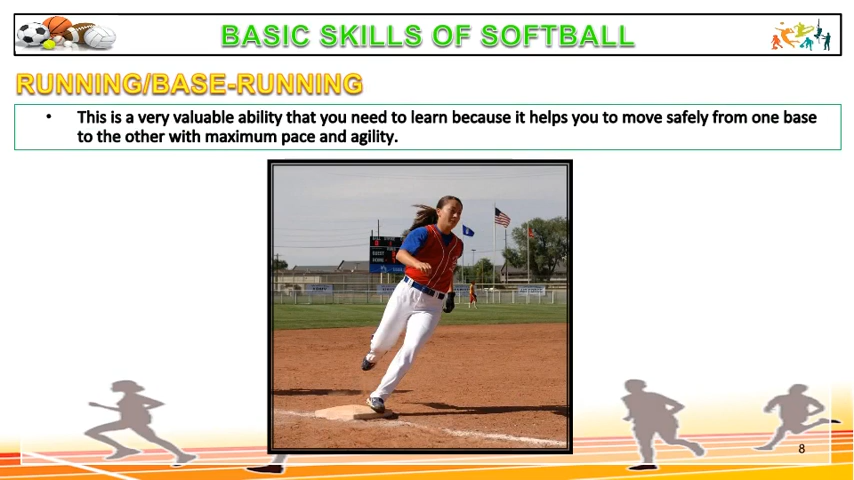 BASIC SKILLS OF SOFTBALL
RUNNING/BASE-RUNNING
• This is a very valuable ability that you need to learn because it helps you to move safely from one base
to the other with maximum pace and agility.
8